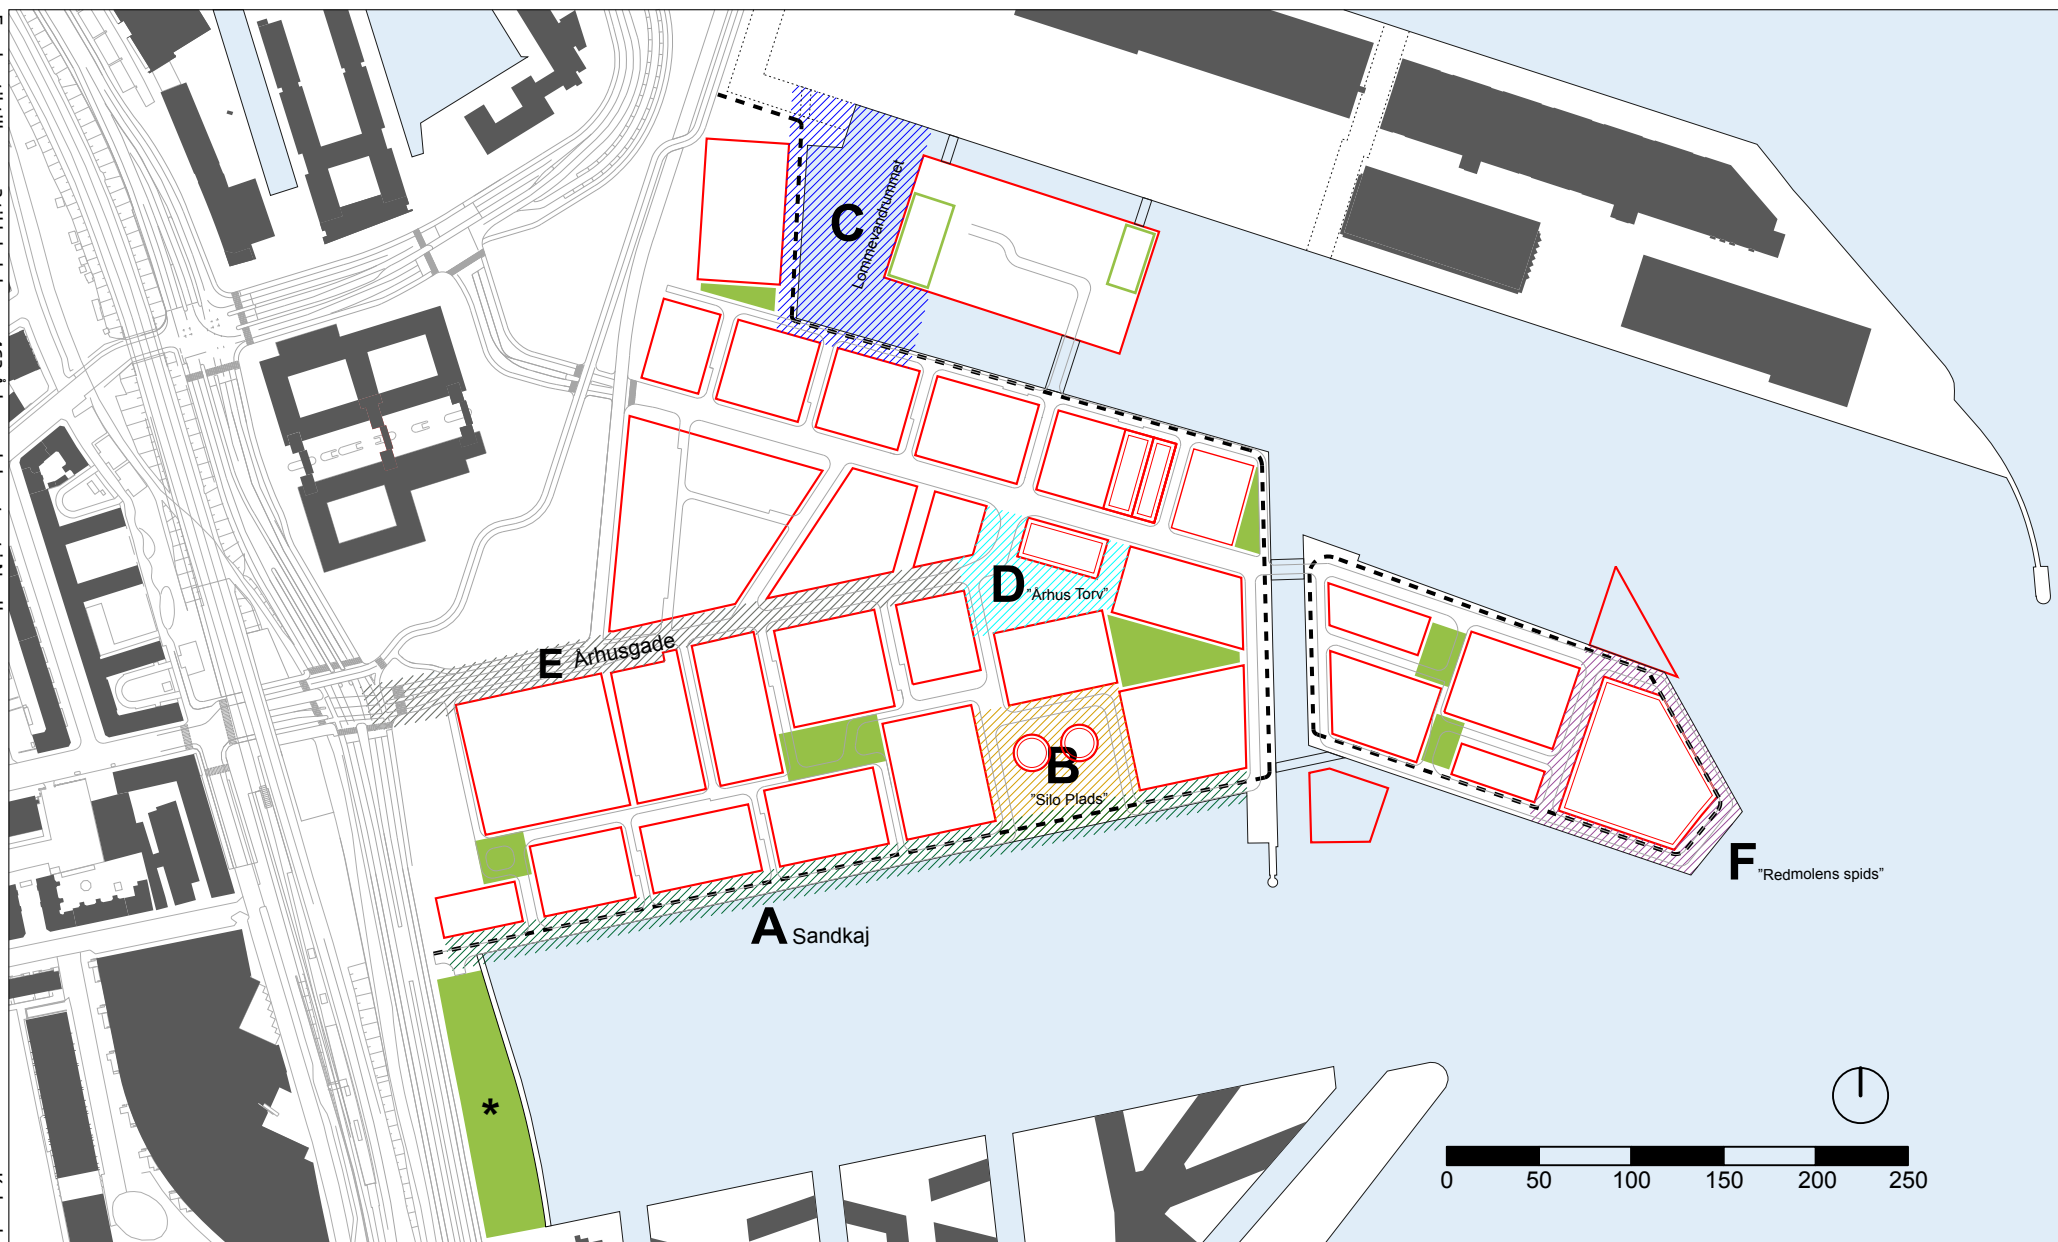 C
Lommevandrummet
D
"Århus Torv"
E Århusgade
B
"Silo Plads"
F "Redmolens spids"
A Sandkaj
*
0 50 100 150 200 250